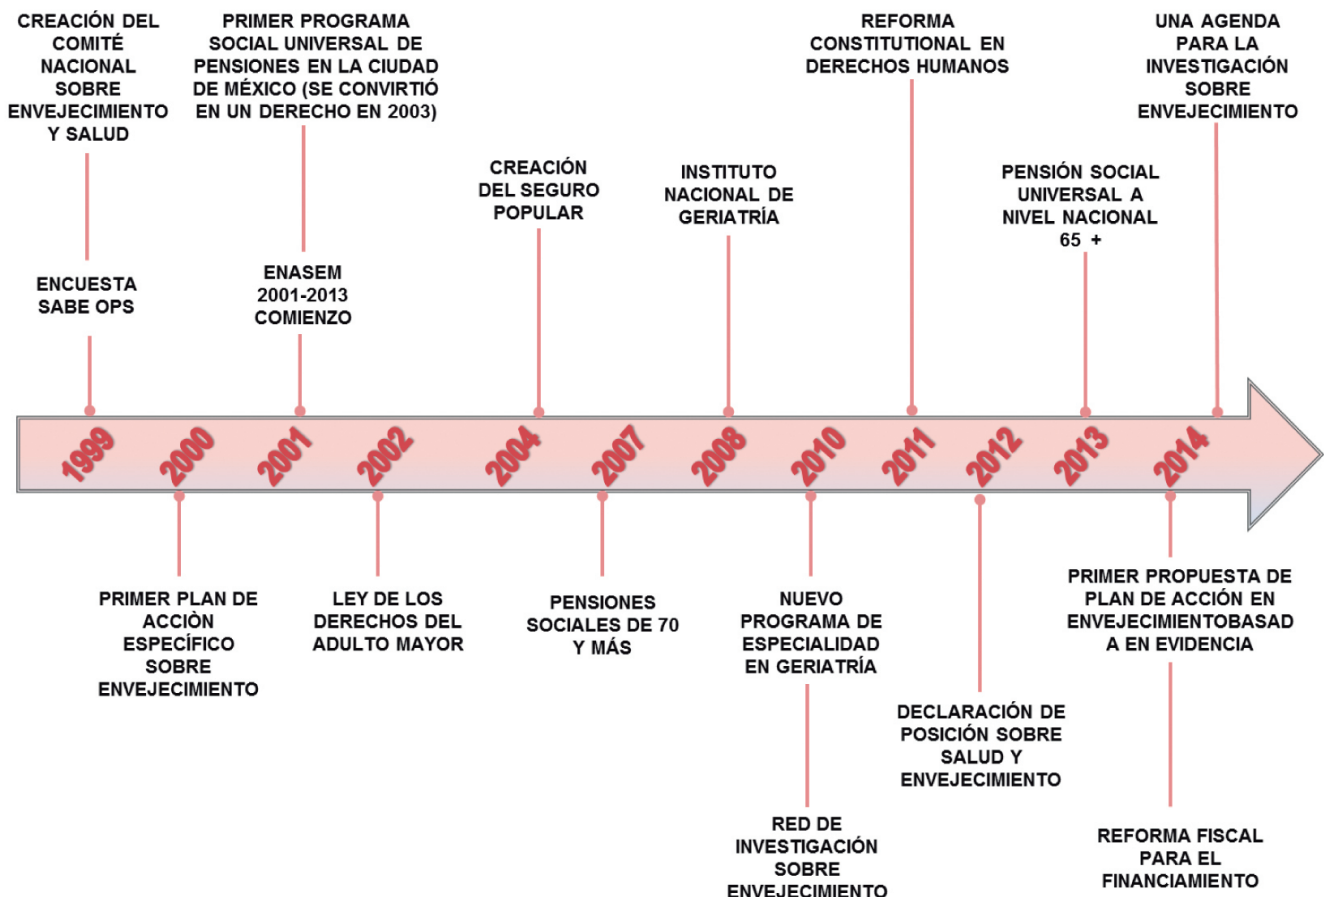 CREACIÓN DEL
COMITÉ
NACIONAL
SOBRE
ENVEJECIMIENTO
Y SALUD
ENCUESTA
SABE OPS
PRIMER PROGRAMA
SOCIAL UNIVERSAL DE
PENSIONES EN LA CIUDAD
DE MÉXICO (SE CONVIRTIÓ
EN UN DERECHO EN 2003)
ENASEM
2001-2013
COMIENZO
CREACIÓN
DEL SEGURO
POPULAR
INSTITUTO
NACIONAL DE
GERIATRÍA
REFORMA
CONSTITUTIONAL EN
DERECHOS HUMANOS
PENSIÓN SOCIAL
UNIVERSAL A
NIVEL NACIONAL
65 +
UNA AGENDA
PARA LA
INVESTIGACIÓN
SOBRE
ENVEJECIMIENTO
1999
2000
2001
2002
2004
2007
2008
2010
2011
2012
2013
2014
PRIMER PLAN DE
ACCIÒN
ESPECÍFICO
SOBRE
ENVEJECIMIENTO
LEY DE LOS
DERECHOS DEL
ADULTO MAYOR
PENSIONES
SOCIALES DE 70
Y MÁS
NUEVO
PROGRAMA DE
ESPECIALIDAD
EN GERIATRÍA
RED DE
INVESTIGACIÓN
SOBRE
ENVEJECIMIENTO
DECLARACIÓN DE
POSICIÓN SOBRE
SALUD Y
ENVEJECIMIENTO
PRIMER PROPUESTA DE
PLAN DE ACCIÓN EN
ENVEJECIMIENTOBASAD
A EN EVIDENCIA
REFORMA FISCAL
PARA EL
FINANCIAMIENTO